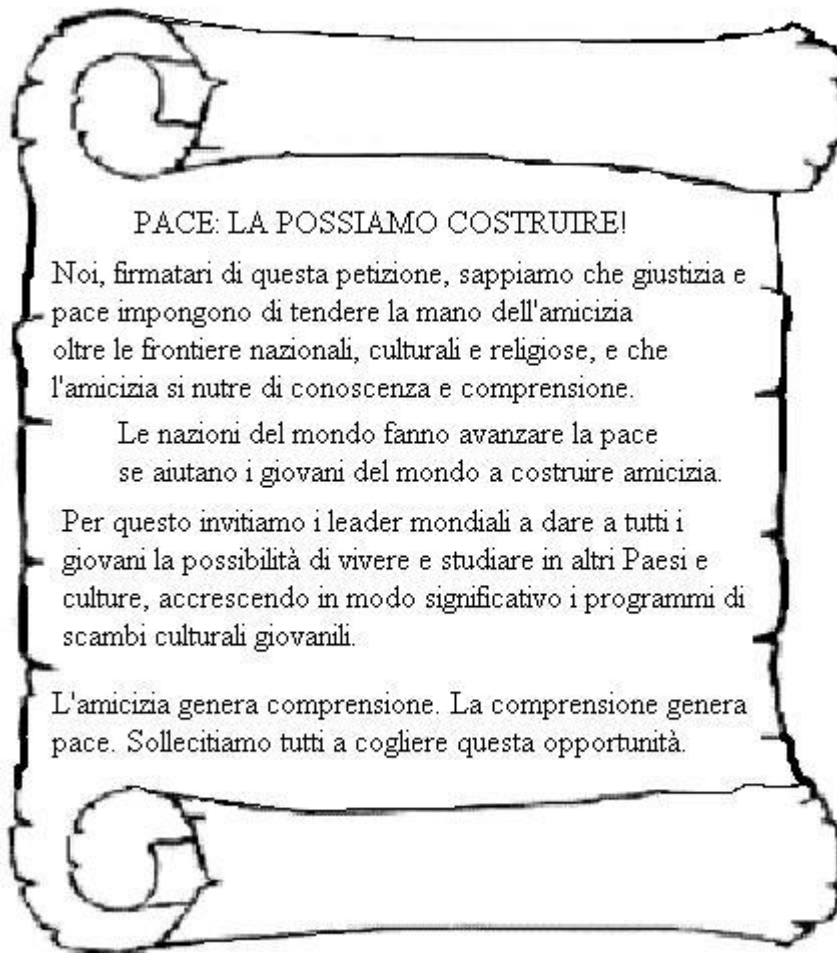 PACE: LA POSSIAMO COSTRUIRE!
Noi, firmatari di questa petizione, sappiamo che giustizia e
pace impongono di tendere la mano dell'amicizia
oltre le frontiere nazionali, culturali e religiose, e che
l'amicizia si nutre di conoscenza e comprensione.
Le nazioni del mondo fanno avanzare la pace
se aiutano i giovani del mondo a costruire amicizia.
Per questo invitiamo i leader mondiali a dare a tutti i
giovani la possibilità di vivere e studiare in altri Paesi e
culture, accrescendo in modo significativo i programmi di
scambi culturali giovanili.
L'amicizia genera comprensione. La comprensione genera
pace. Sollecitiamo tutti a cogliere questa opportunità.